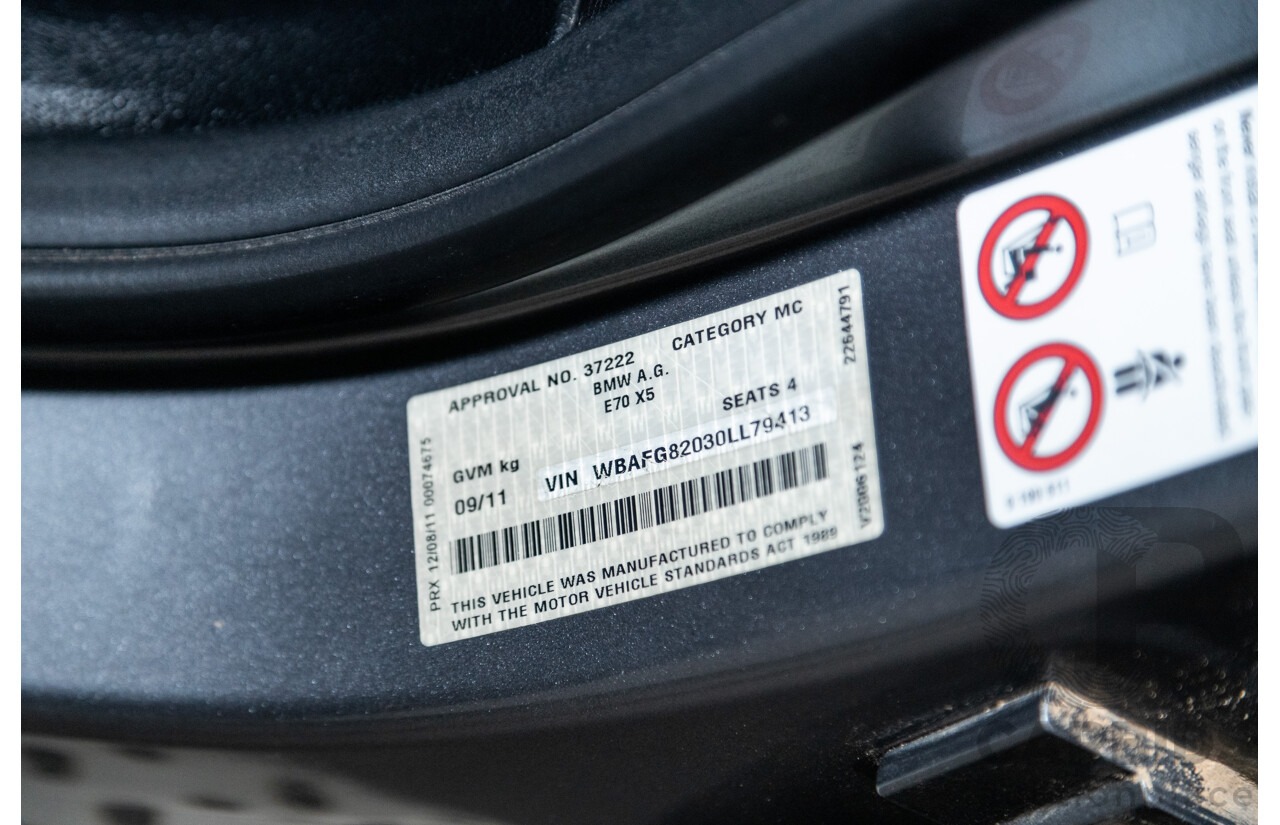 APPROVAL NO. 37222 CATEGORY MC
BMW A.G.
E70 X5
SEATS 4
GVM kg
09/11
VIN WBAFG82030LL79413
THIS VEHICLE WAS MANUFACTURED TO COMPLY
WITH THE MOTOR VEHICLE STANDARDS ACT 1989
PRX 12/08/11 00074675
22644791
V2006124